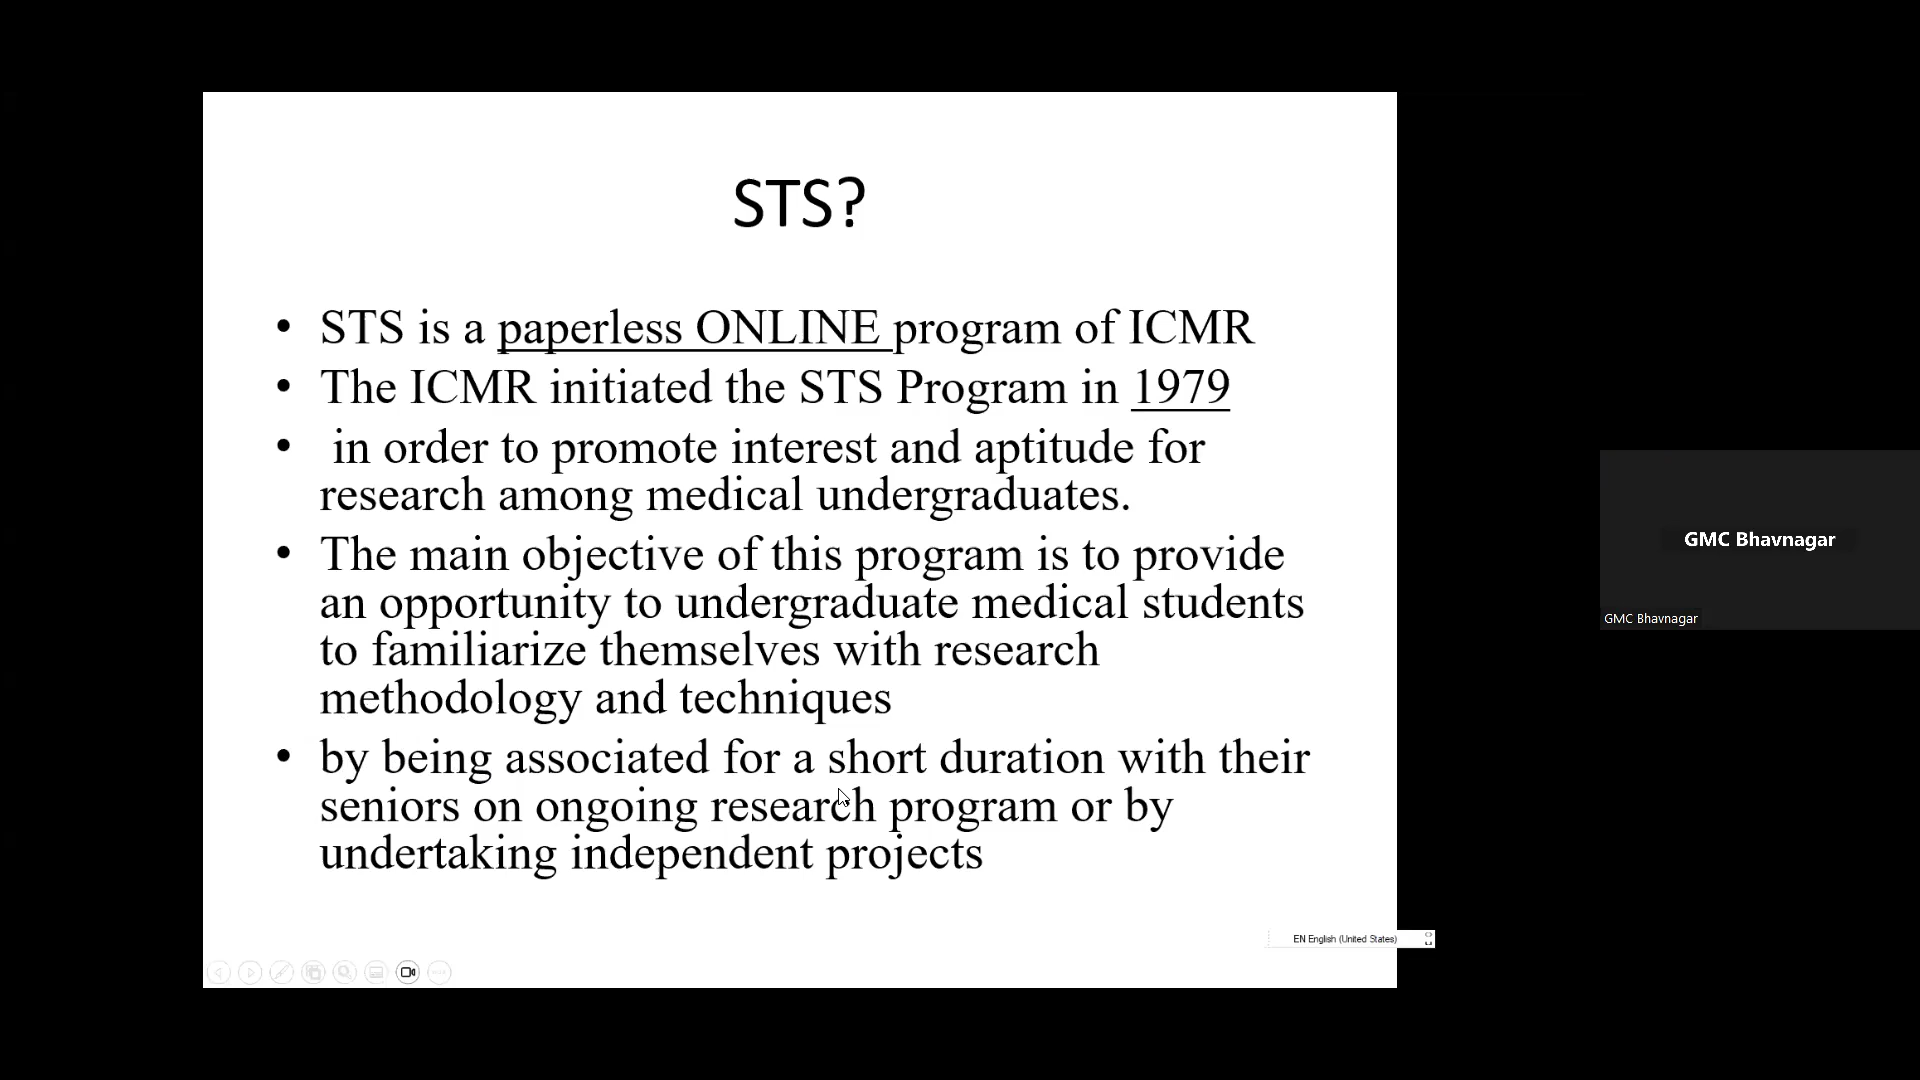 STS?
• STS is a paperless ONLINE program of ICMR
• The ICMR initiated the STS Program in 1979
• in order to promote interest and aptitude for
research among medical undergraduates.
• The main objective of this program is to provide
an opportunity to undergraduate medical students
to familiarize themselves with research
methodology and techniques
• by being associated for a short duration with their
seniors on ongoing research program or by
undertaking independent projects
EN English (United States)
GMC Bhavnagar
GMC Bhavnagar